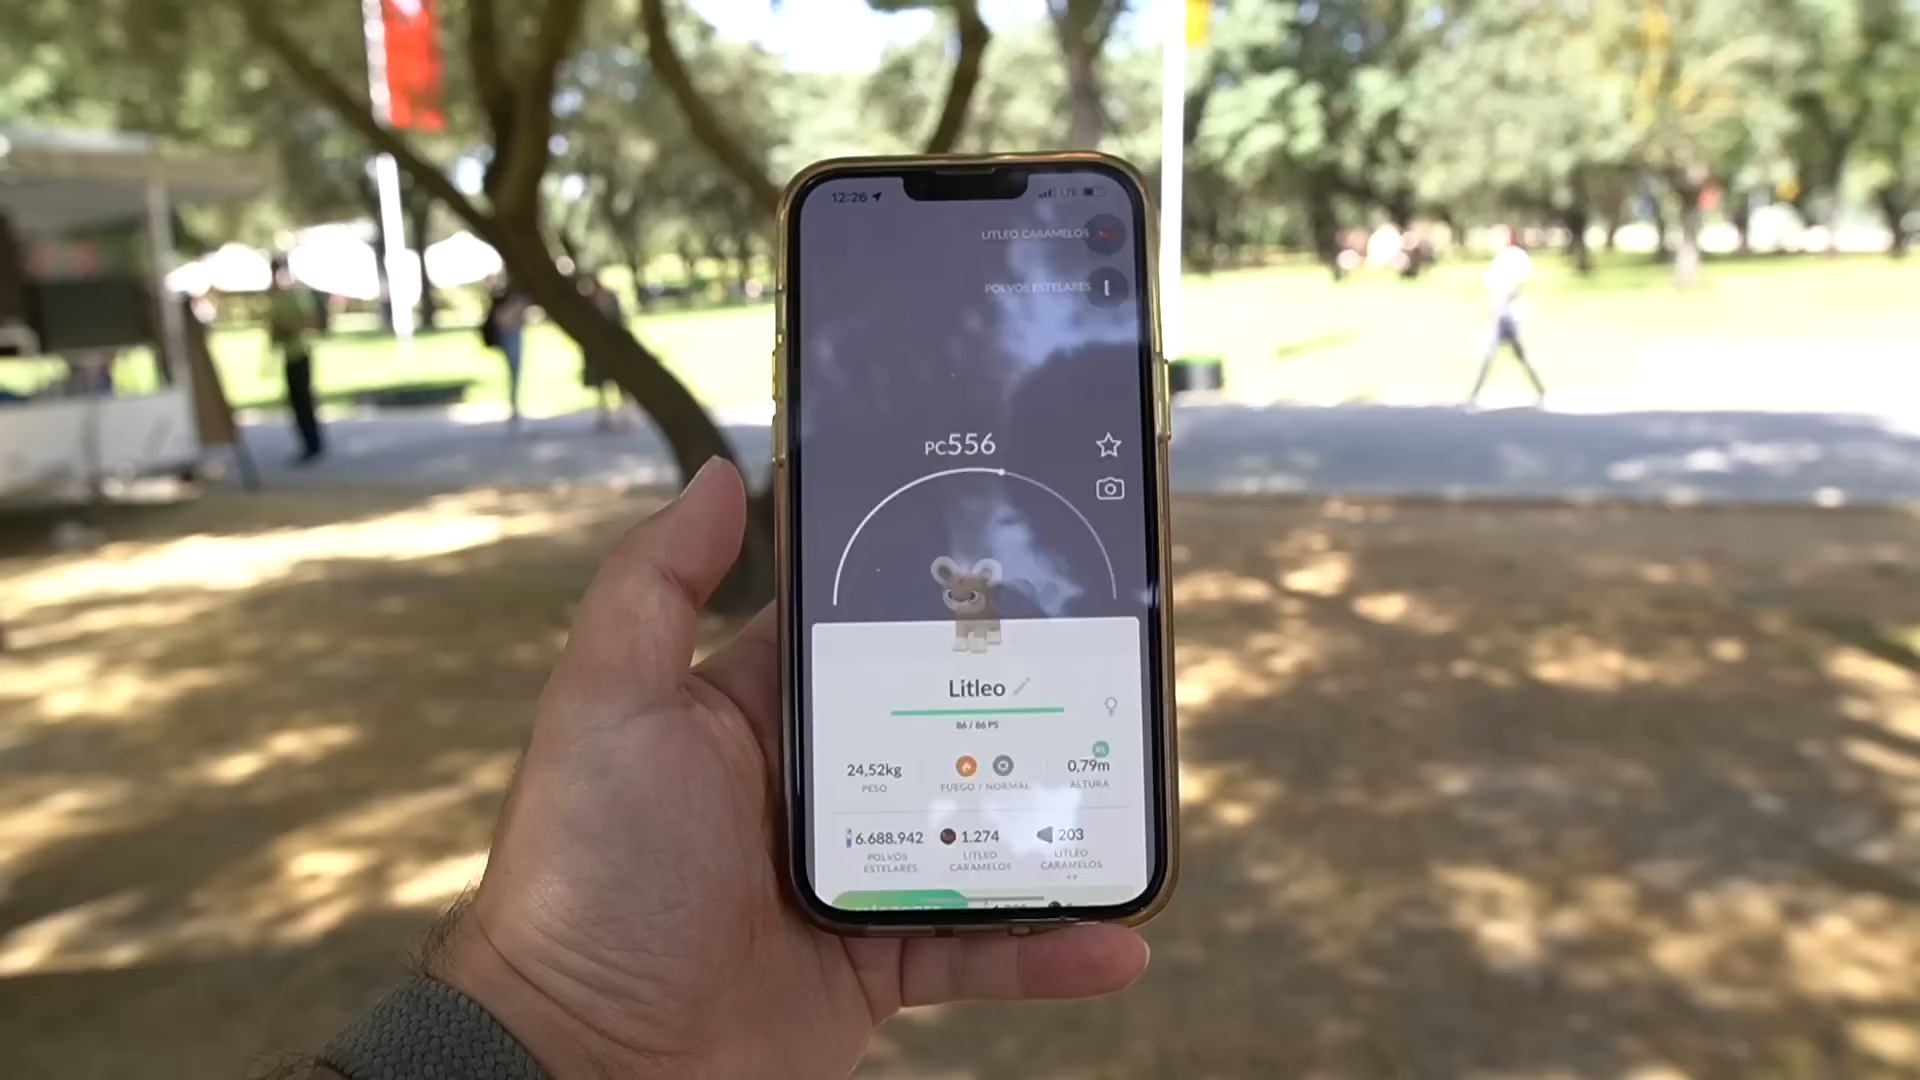 12:26
LTE
LITLEO CARAMELOS
POLVOS ESTELARES
PC556
Litleo
86 / 86 PS
XL
24,52kg
0,79m
PESO
FUEGO / NORMAL
ALTURA
6.688.942
1.274
203
POLVOS ESTELARES
LITLEO CARAMELOS
LITLEO CARAMELOS
++